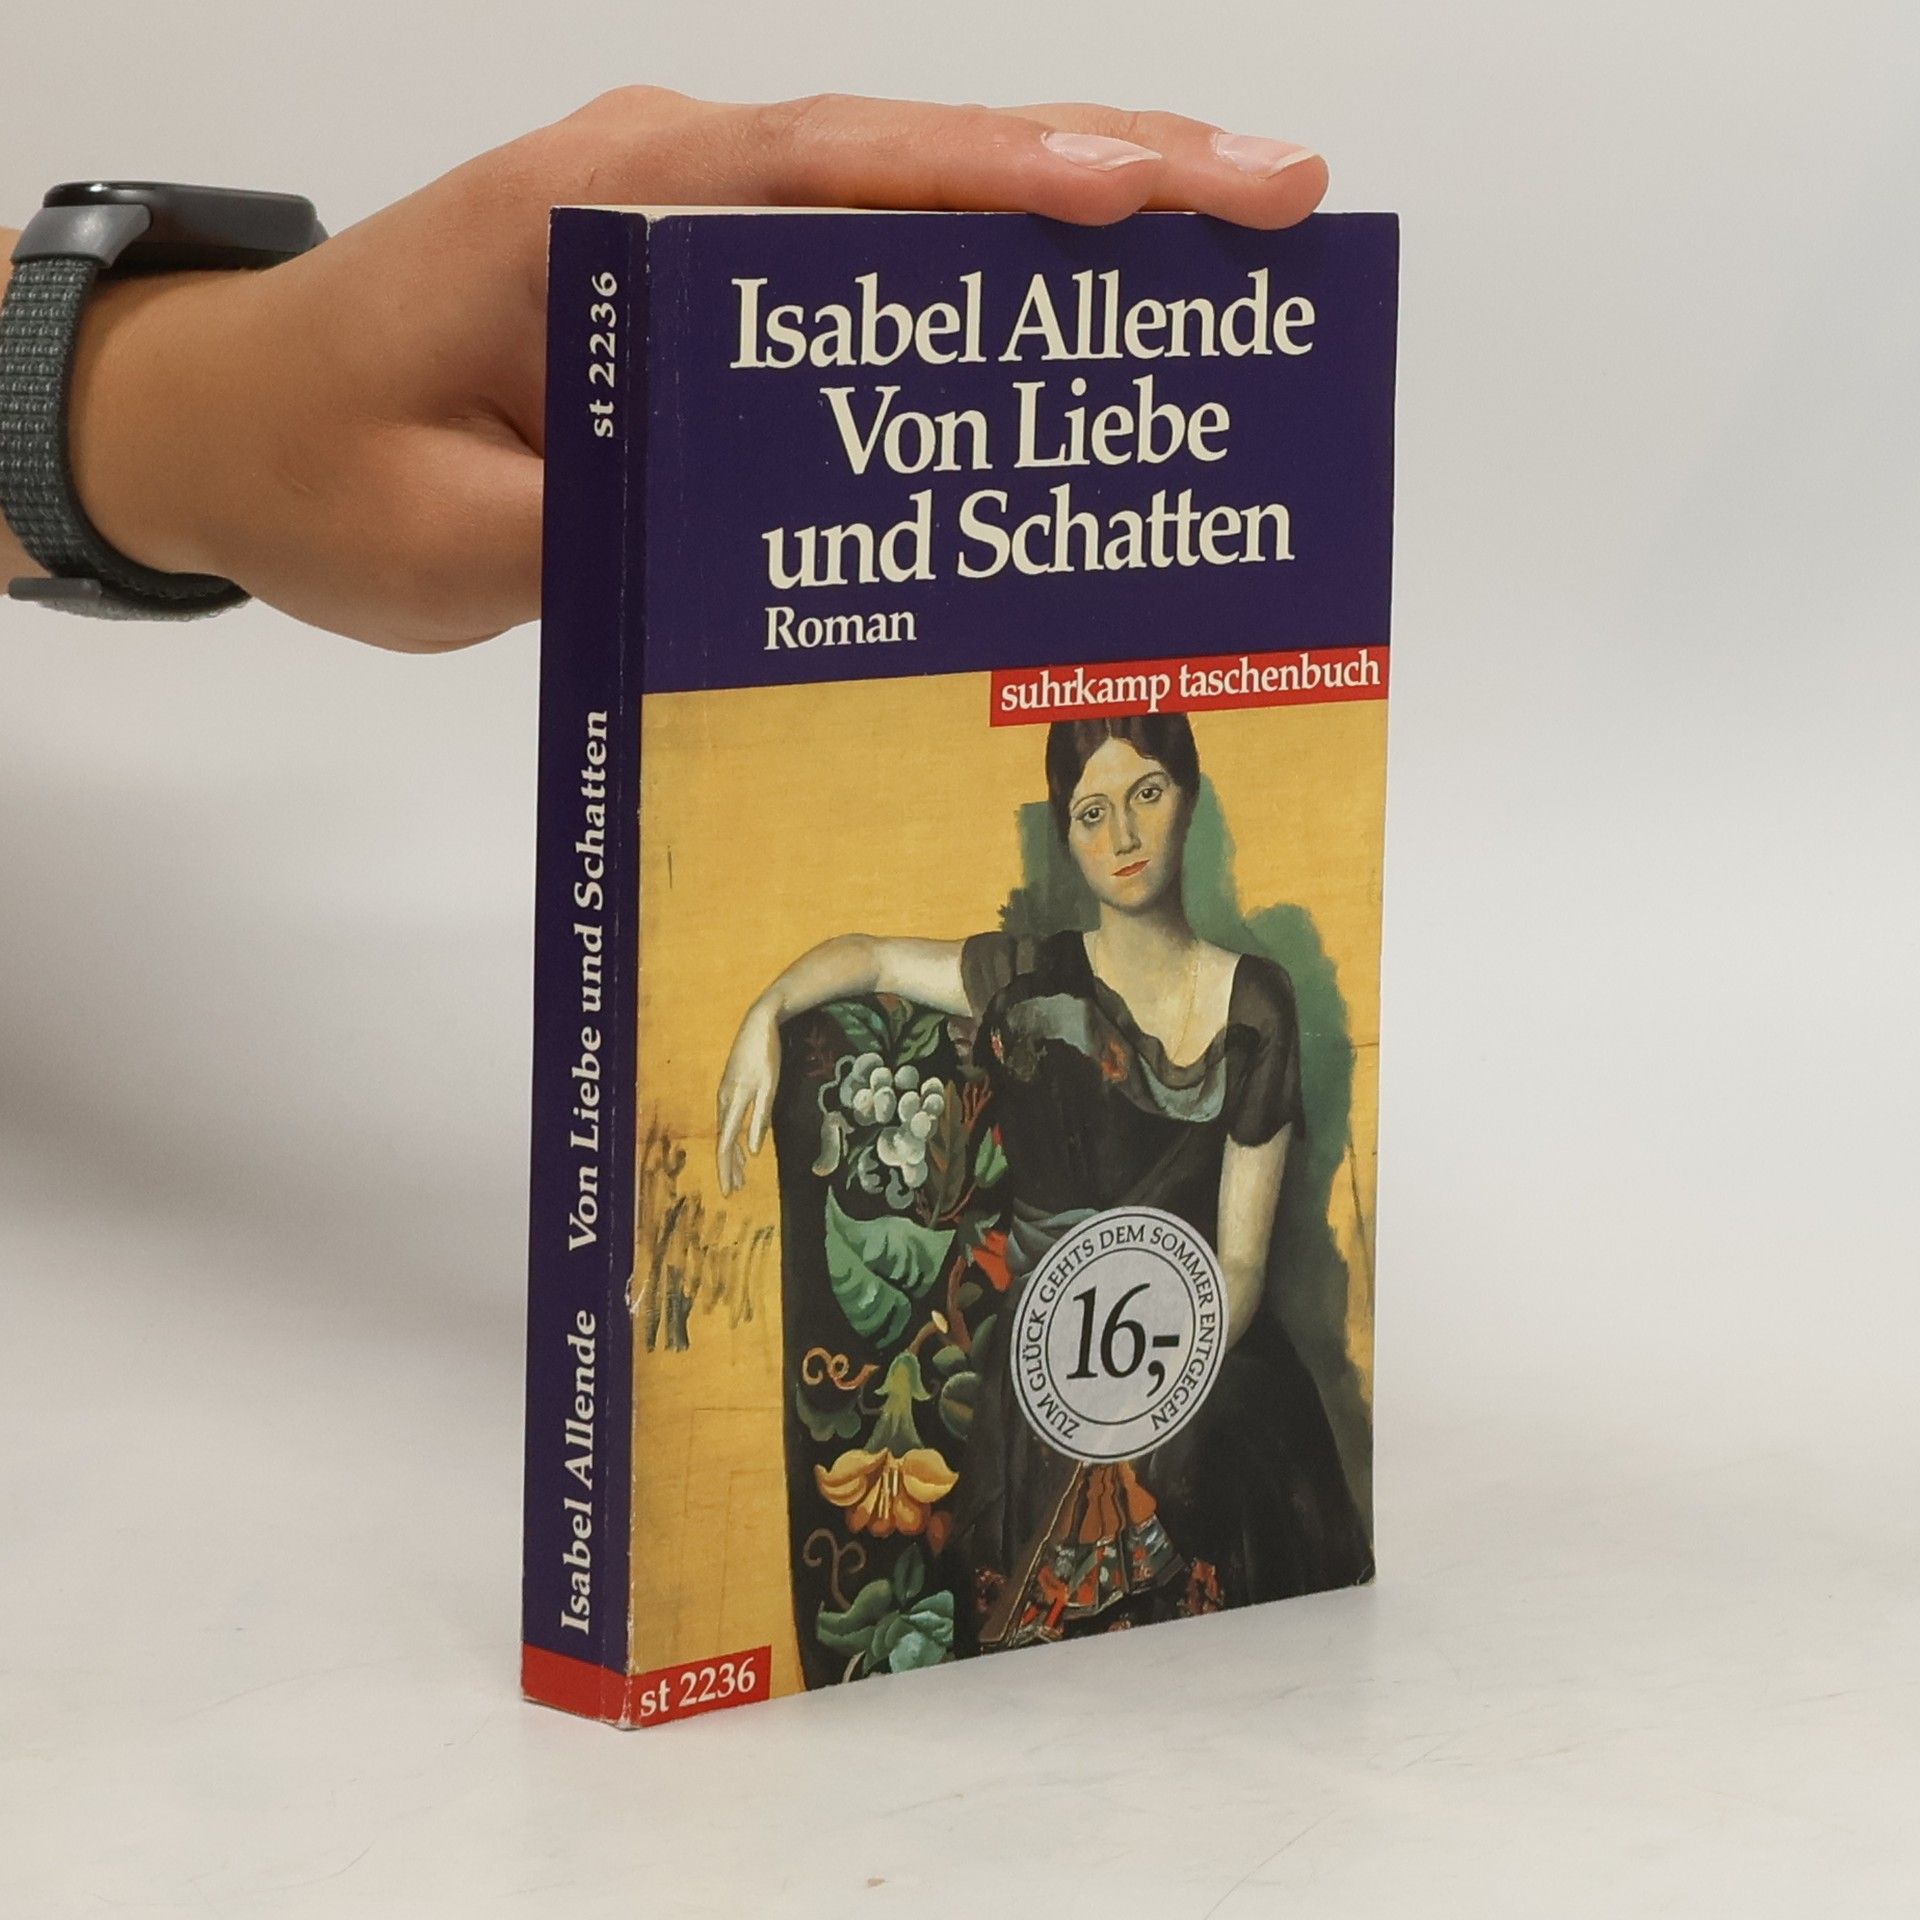 Isabel Allende
Von Liebe
und Schatten
Roman
suhrkamp taschenbuch
ZUM GLÜCK GEHTS DEM SOMMER ENTGEGEN
16,-
st 2236
Isabel Allende Von Liebe und Schatten st 2236